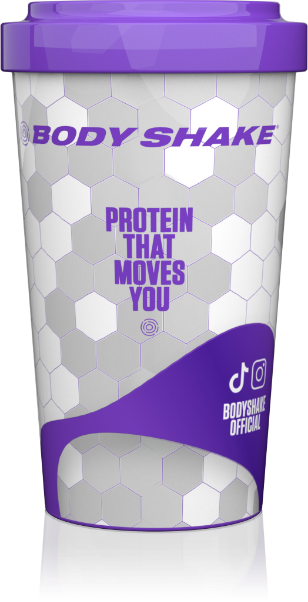 BODY SHAKE
PROTEIN
THAT
MOVES
YOU
BODYSHAKE
OFFICIAL